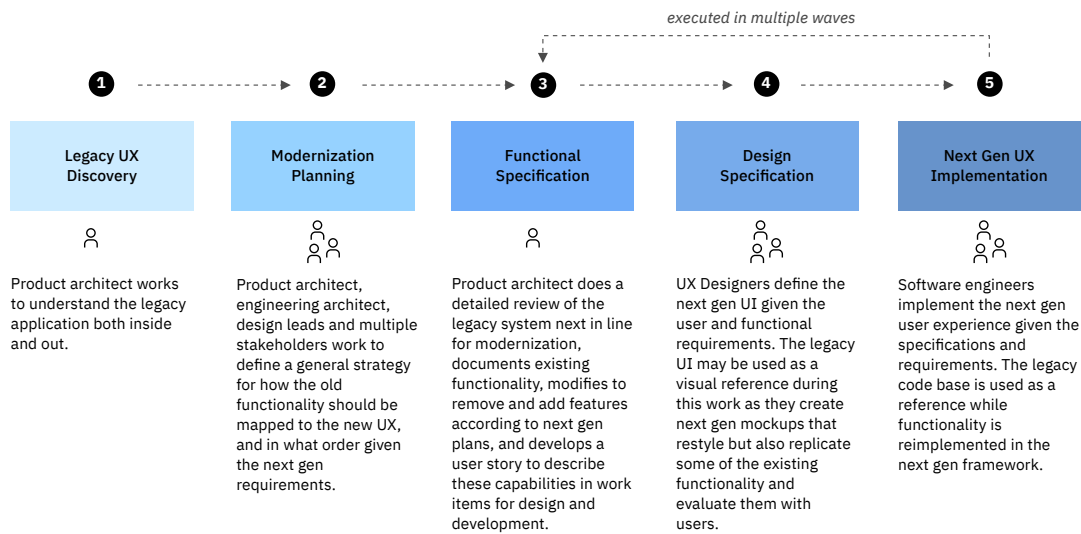 executed in multiple waves
1
2
3
4
5
Legacy UX
Discovery
Modernization
Planning
Functional
Specification
Design
Specification
Next Gen UX
Implementation
Product architect works
to understand the legacy
application both inside
and out.
Product architect,
engineering architect,
design leads and multiple
stakeholders work to
define a general strategy
for how the old
functionality should be
mapped to the new UX,
and in what order given
the next gen
requirements.
Product architect does a
detailed review of the
legacy system next in line
for modernization,
documents existing
functionality, modifies to
remove and add features
according to next gen
plans, and develops a
user story to describe
these capabilities in work
items for design and
development.
UX Designers define the
next gen UI given the
user and functional
requirements. The legacy
UI may be used as a
visual reference during
this work as they create
next gen mockups that
restyle but also replicate
some of the existing
functionality and
evaluate them with
users.
Software engineers
implement the next gen
user experience given the
specifications and
requirements. The legacy
code base is used as a
reference while
functionality is
reimplemented in the
next gen framework.